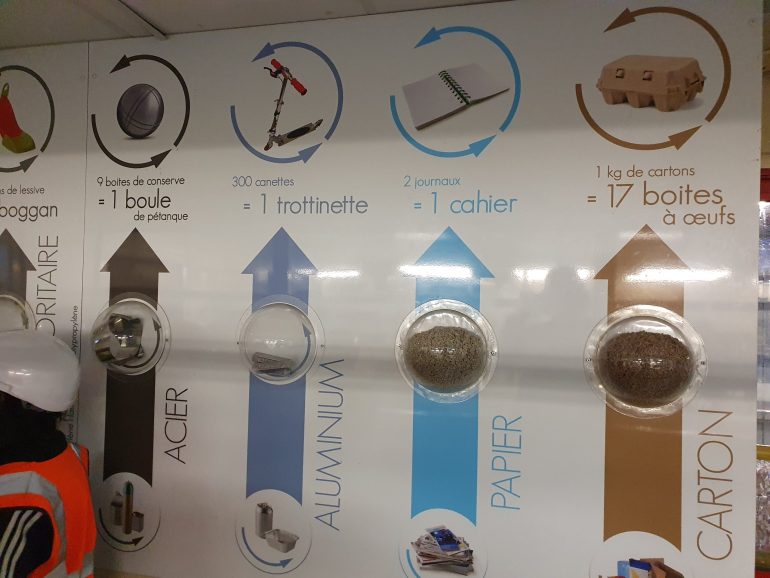 s de lessive
oggan
ORITAIRE
9 boites de conserve
= 1 boule
de pétanque
ACIER
300 canettes
= 1 trottinette
ALUMINIUM
2 journaux
= 1 cahier
PAPIER
1 kg de cartons
= 17 boites
à œufs
CARTON